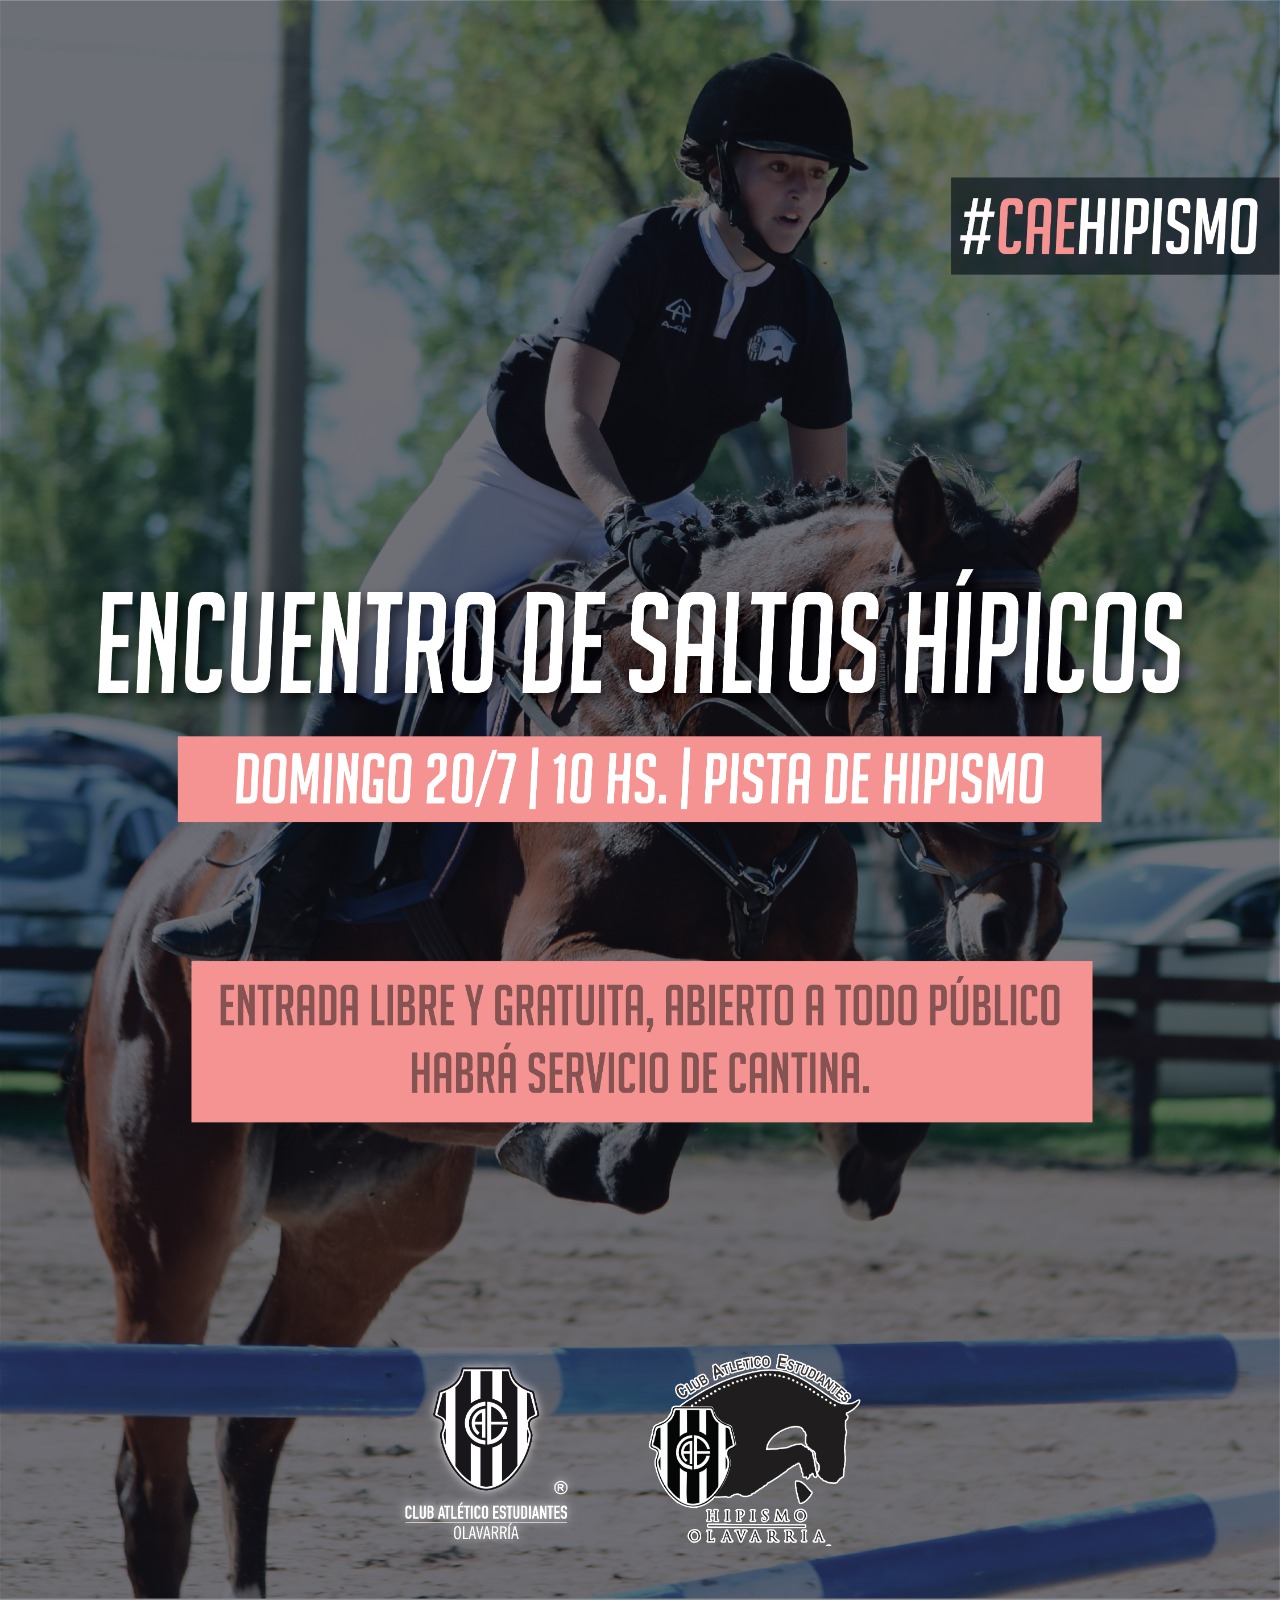 #CAEHIPISMO
ENCUENTRO DE SALTOS HÍPICOS
DOMINGO 20/7 | 10 HS. | PISTA DE HIPISMO
ENTRADA LIBRE Y GRATUITA, ABIERTO A TODO PÚBLICO
HABRÁ SERVICIO DE CANTINA.
CAE
®
CLUB ATLÉTICO ESTUDIANTES
OLAVARRÍA
CLUB ATLETICO ESTUDIANTES
CAE
HIPISMO
OLAVARRIA